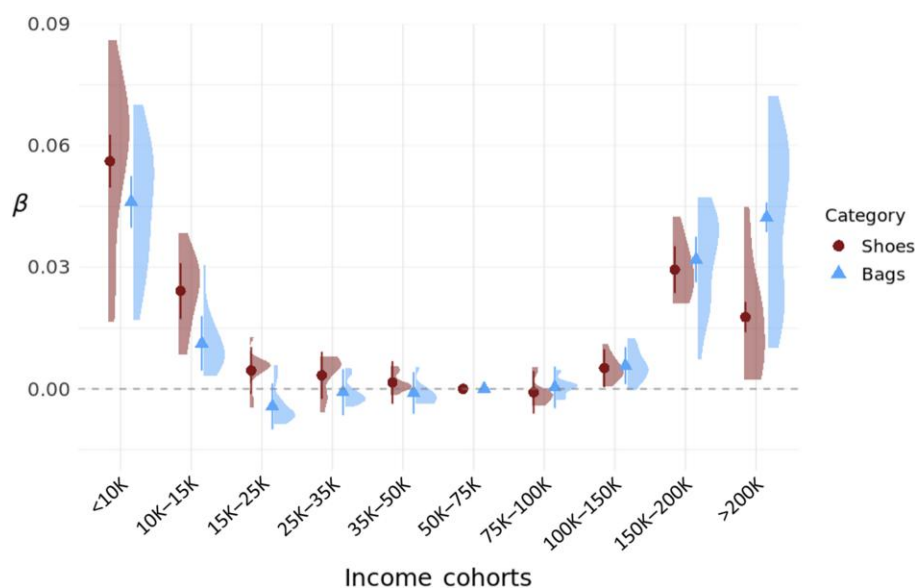 0.09
0.06
β
0.03
0.00
Category
Shoes
Bags
<10K
10K–15K
15K–25K
25K–35K
35K–50K
50K–75K
75K–100K
100K–150K
150K–200K
>200K
Income cohorts